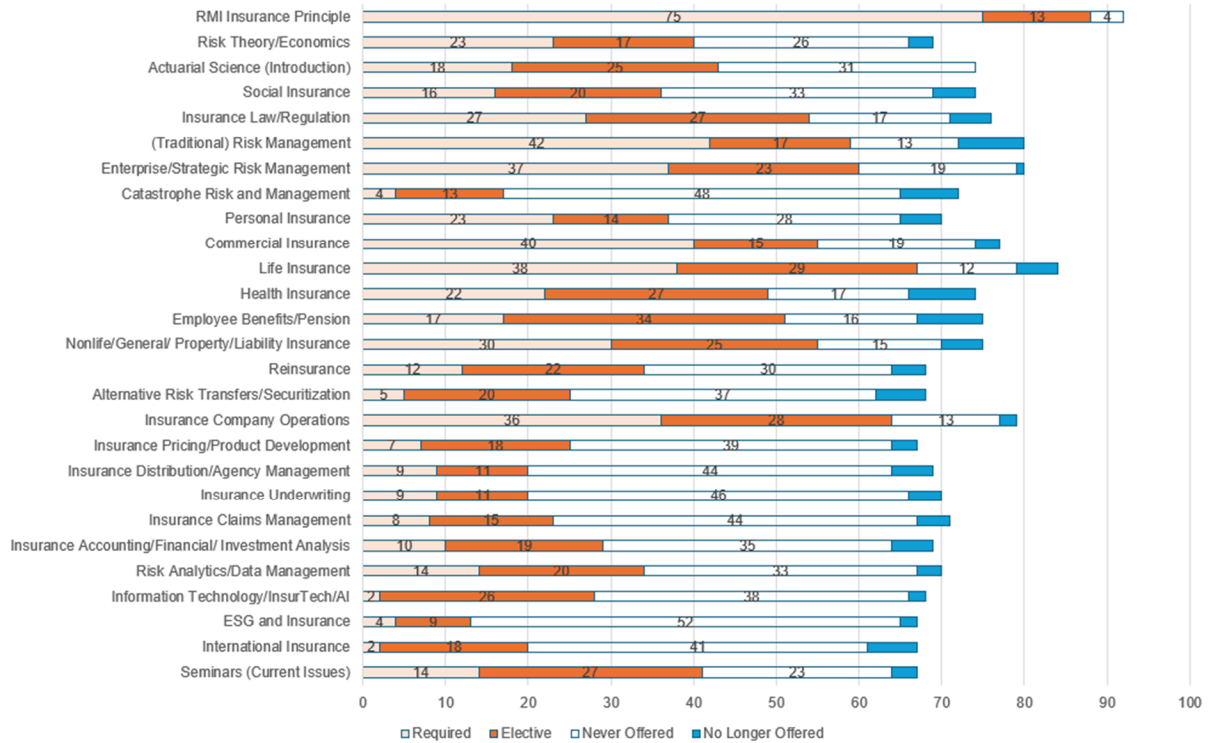 RMI Insurance Principle 75 13 4
Risk Theory/Economics 23 17 26
Actuarial Science (Introduction) 18 25 31
Social Insurance 16 20 33
Insurance Law/Regulation 27 27 17
(Traditional) Risk Management 42 17 13
Enterprise/Strategic Risk Management 37 23 19
Catastrophe Risk and Management 4 13 48
Personal Insurance 23 14 28
Commercial Insurance 40 15 19
Life Insurance 38 29 12
Health Insurance 22 27 17
Employee Benefits/Pension 17 34 16
Nonlife/General/ Property/Liability Insurance 30 25 15
Reinsurance 12 22 30
Alternative Risk Transfers/Securitization 5 20 37
Insurance Company Operations 36 28 13
Insurance Pricing/Product Development 7 18 39
Insurance Distribution/Agency Management 9 11 44
Insurance Underwriting 9 11 46
Insurance Claims Management 8 15 44
Insurance Accounting/Financial/ Investment Analysis 10 19 35
Risk Analytics/Data Management 14 20 33
Information Technology/InsurTech/AI 2 26 38
ESG and Insurance 4 9 52
International Insurance 2 18 41
Seminars (Current Issues) 14 27 23
0 10 20 30 40 50 60 70 80 90 100
Required Elective Never Offered No Longer Offered